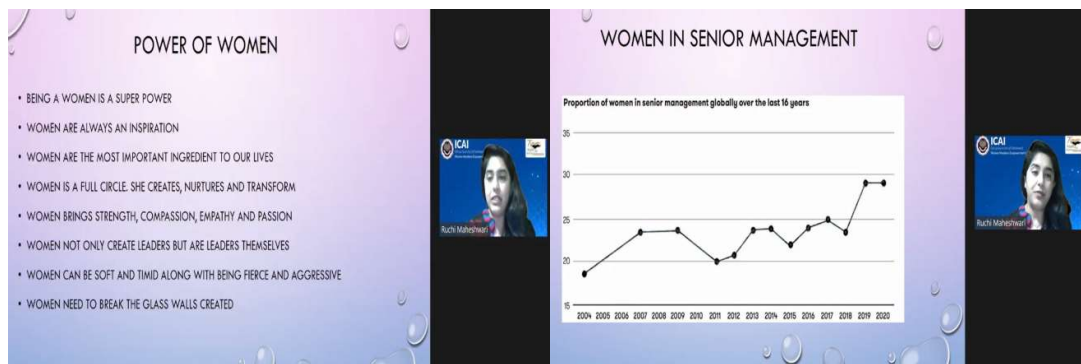 POWER OF WOMEN
• BEING A WOMEN IS A SUPER POWER
• WOMEN ARE ALWAYS AN INSPIRATION
• WOMEN ARE THE MOST IMPORTANT INGREDIENT TO OUR LIVES
• WOMEN IS A FULL CIRCLE. SHE CREATES, NURTURES AND TRANSFORM
• WOMEN BRINGS STRENGTH, COMPASSION, EMPATHY AND PASSION
• WOMEN NOT ONLY CREATE LEADERS BUT ARE LEADERS THEMSELVES
• WOMEN CAN BE SOFT AND TIMID ALONG WITH BEING FIERCE AND AGGRESSIVE
• WOMEN NEED TO BREAK THE GLASS WALLS CREATED
ICAI
Ruchi Maheshwari
WOMEN IN SENIOR MANAGEMENT
Proportion of women in senior management globally over the last 16 years
35
30
25
20
15
2004 2005 2006 2007 2008 2009 2010 2011 2012 2013 2014 2015 2016 2017 2018 2019 2020
ICAI
Ruchi Maheshwari